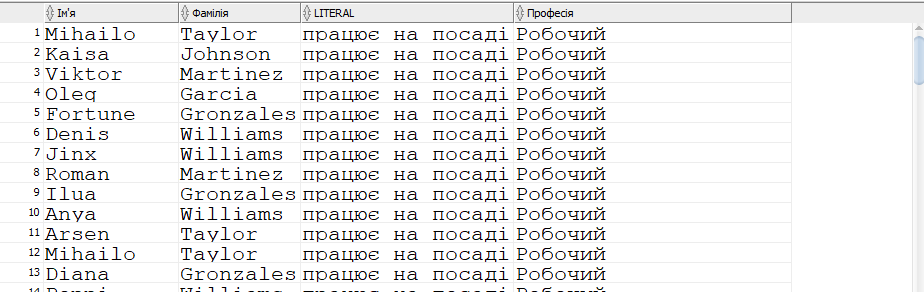 Ім'я Фамілія LITERAL Професія
1 Mihailo Taylor працює на посаді Робочий
2 Kaisa Johnson працює на посаді Робочий
3 Viktor Martinez працює на посаді Робочий
4 Oleg Garcia працює на посаді Робочий
5 Fortune Gronzales працює на посаді Робочий
6 Denis Williams працює на посаді Робочий
7 Jinx Williams працює на посаді Робочий
8 Roman Martinez працює на посаді Робочий
9 Ilua Gronzales працює на посаді Робочий
10 Anya Williams працює на посаді Робочий
11 Arsen Taylor працює на посаді Робочий
12 Mihailo Taylor працює на посаді Робочий
13 Diana Gronzales працює на посаді Робочий